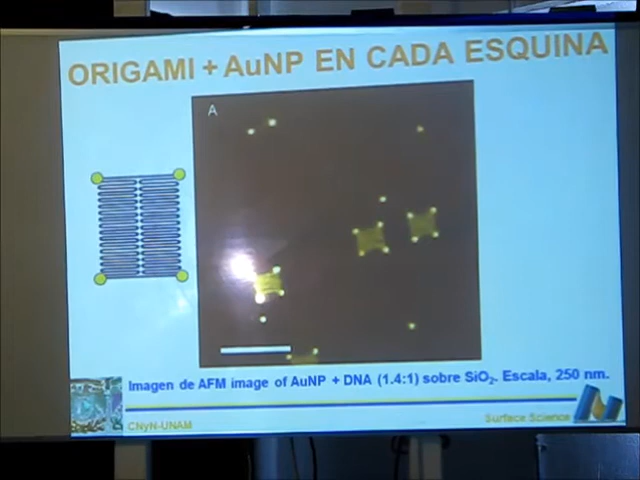 ORIGAMI + AuNP EN CADA ESQUINA
A
Imagen de AFM image of AuNP + DNA (1.4:1) sobre SiO₂. Escala, 250 nm.
CNyN-UNAM
Surface Science